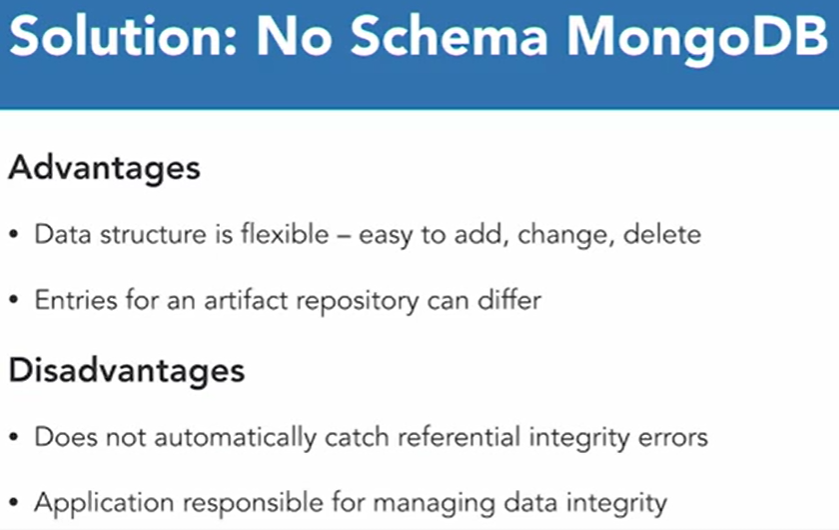 Solution: No Schema MongoDB
Advantages
• Data structure is flexible – easy to add, change, delete
• Entries for an artifact repository can differ
Disadvantages
• Does not automatically catch referential integrity errors
• Application responsible for managing data integrity